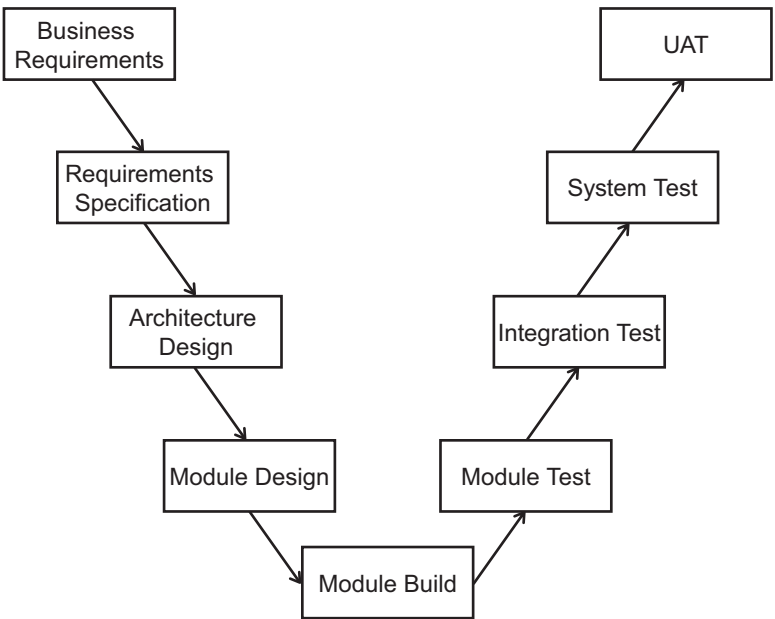 Business
Requirements
UAT
Requirements
Specification
System Test
Architecture
Design
Integration Test
Module Design
Module Test
Module Build